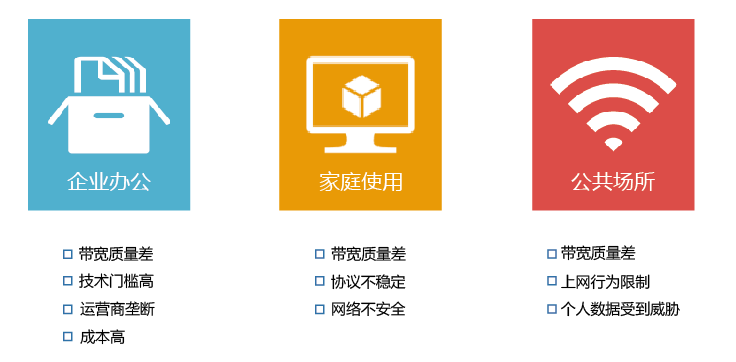 企业办公
家庭使用
公共场所
带宽质量差
技术门槛高
运营商垄断
成本高
带宽质量差
协议不稳定
网络不安全
带宽质量差
上网行为限制
个人数据受到威胁